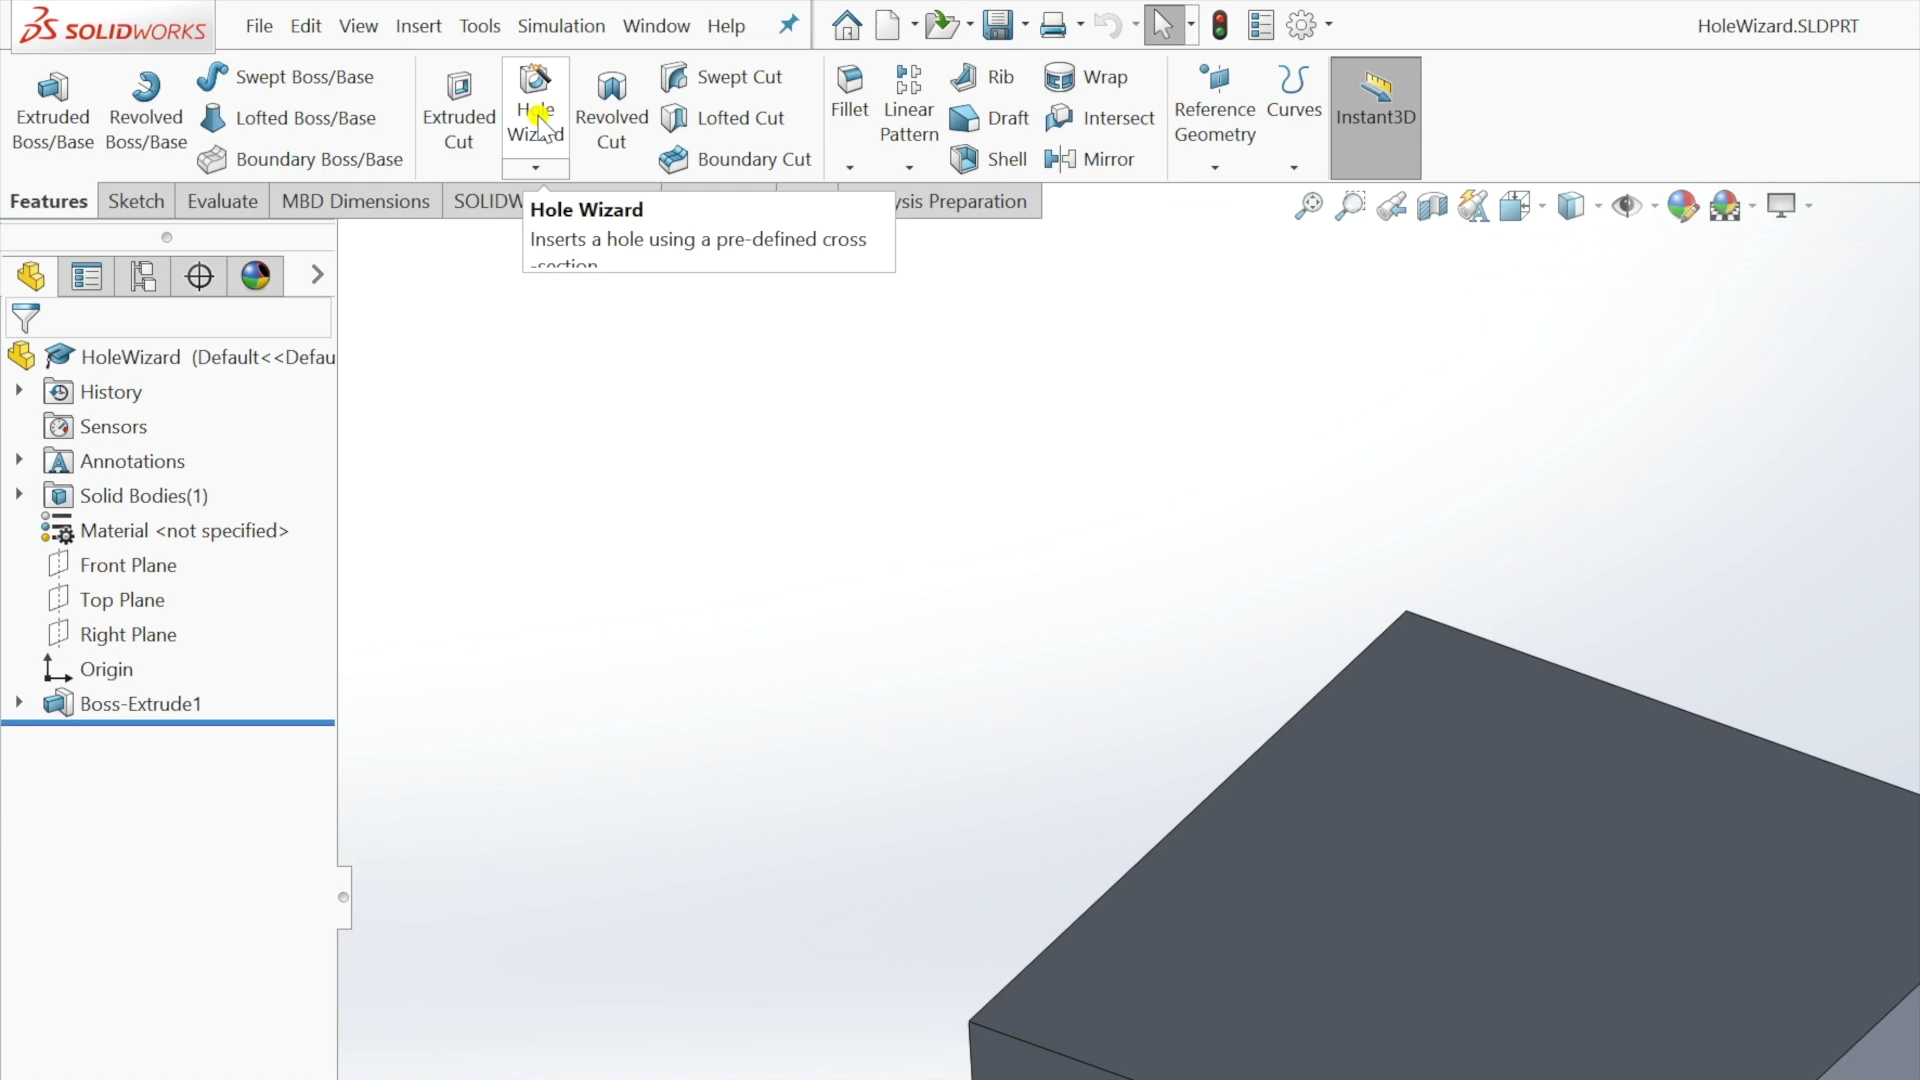 SOLIDWORKS File Edit View Insert Tools Simulation Window Help HoleWizard.SLDPRT
Extruded Boss/Base
Revolved Boss/Base
Swept Boss/Base
Lofted Boss/Base
Boundary Boss/Base
Extruded Cut
Hole Wizard
Revolved Cut
Swept Cut
Lofted Cut
Boundary Cut
Fillet
Linear Pattern
Rib
Draft
Shell
Wrap
Intersect
Mirror
Reference Geometry
Curves
Instant3D
Features Sketch Evaluate MBD Dimensions SOLIDW ysis Preparation
Hole Wizard
Inserts a hole using a pre-defined cross
-section
HoleWizard (Default<<Defau
History
Sensors
Annotations
Solid Bodies(1)
Material <not specified>
Front Plane
Top Plane
Right Plane
Origin
Boss-Extrude1